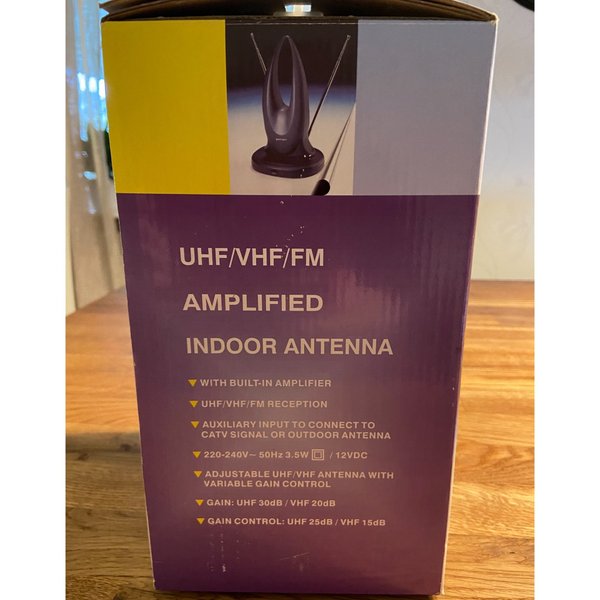 UHF/VHF/FM
AMPLIFIED
INDOOR ANTENNA
WITH BUILT-IN AMPLIFIER
UHF/VHF/FM RECEPTION
AUXILIARY INPUT TO CONNECT TO
CATV SIGNAL OR OUTDOOR ANTENNA
220-240V~ 50Hz 3.5W / 12VDC
ADJUSTABLE UHF/VHF ANTENNA WITH
VARIABLE GAIN CONTROL
GAIN: UHF 30dB / VHF 20dB
GAIN CONTROL: UHF 25dB / VHF 15dB